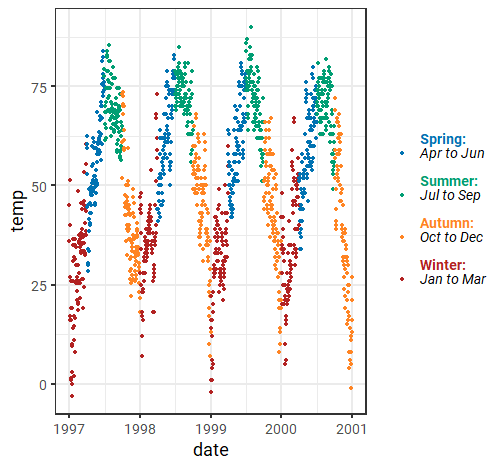 75
50
25
0
temp
1997 1998 1999 2000 2001
date
Spring:
Apr to Jun
Summer:
Jul to Sep
Autumn:
Oct to Dec
Winter:
Jan to Mar